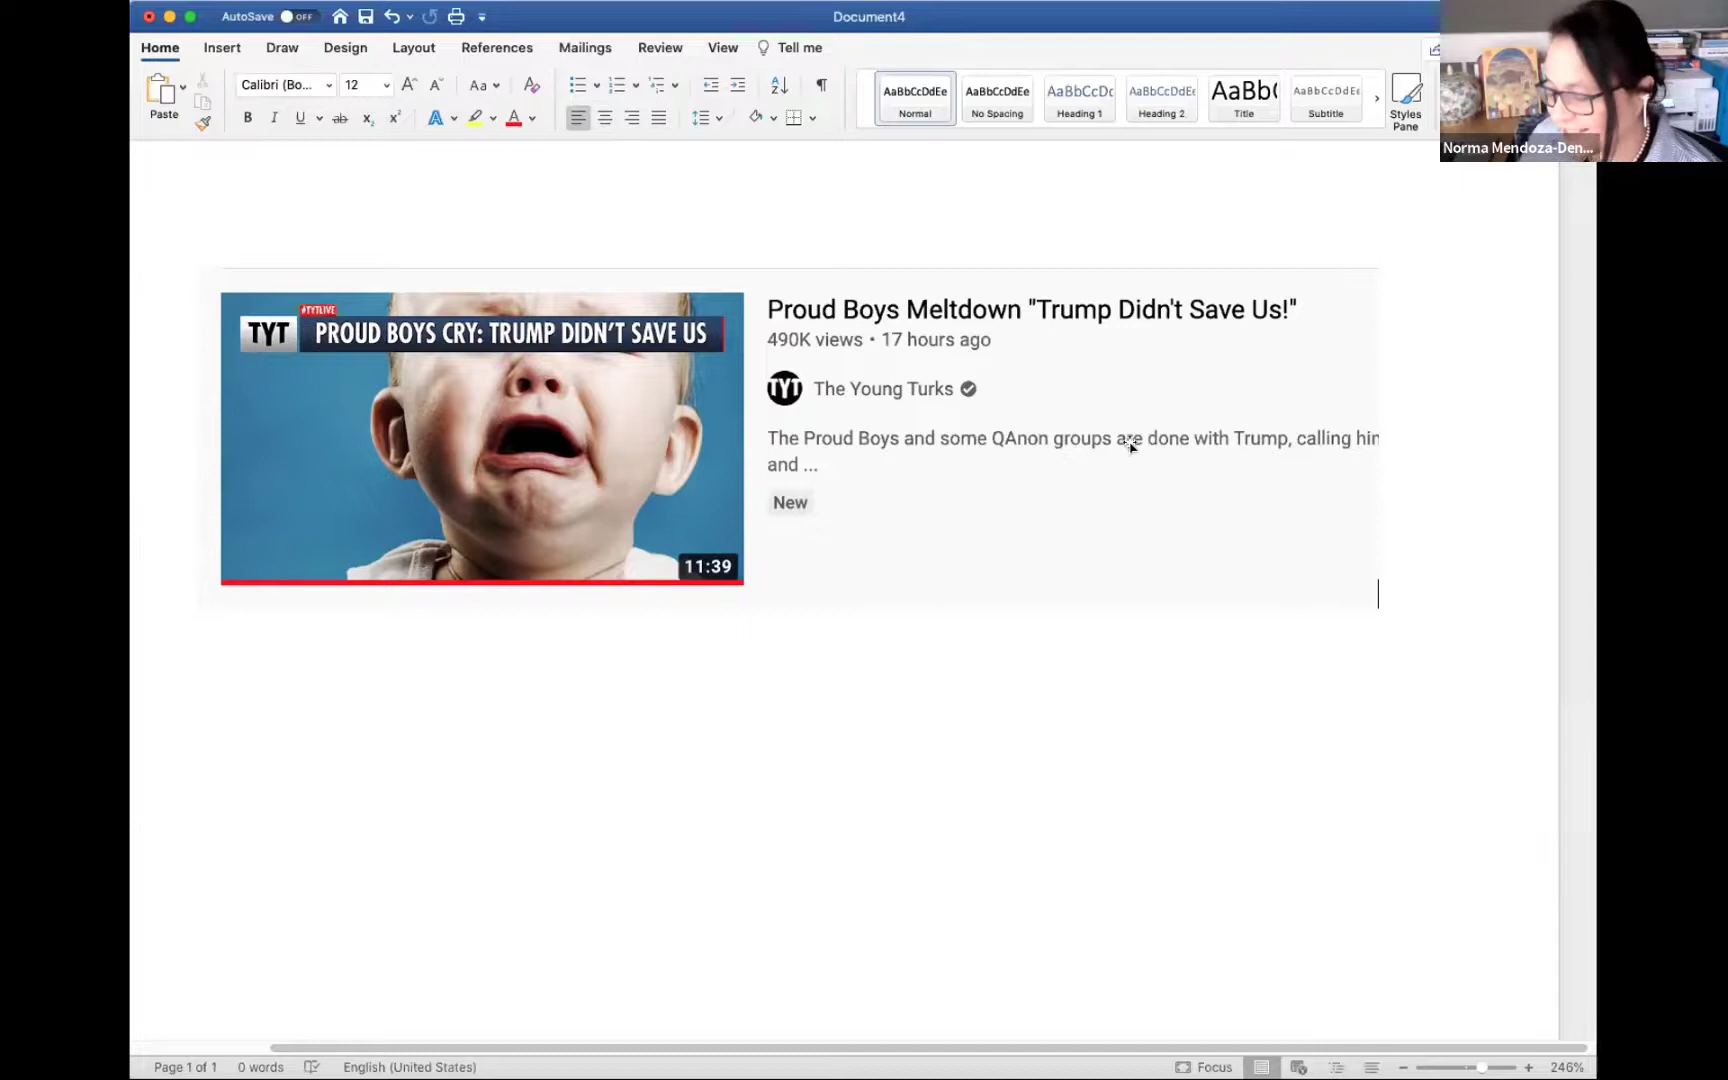 AutoSave OFF
Document4
Home Insert Draw Design Layout References Mailings Review View Tell me
Paste
Calibri (Bo... 12
AaBbCcDdEe Normal
AaBbCcDdEe No Spacing
AaBbCcDc Heading 1
AaBbCcDdEe Heading 2
AaBb( Title
AaBbCcDdEe Subtitle
Styles Pane
Norma Mendoza-Den...
#TYTLIVE
TYT PROUD BOYS CRY: TRUMP DIDN'T SAVE US
11:39
Proud Boys Meltdown "Trump Didn't Save Us!"
490K views • 17 hours ago
TYT The Young Turks
The Proud Boys and some QAnon groups are done with Trump, calling him
and ...
New
Page 1 of 1 0 words English (United States) Focus 246%